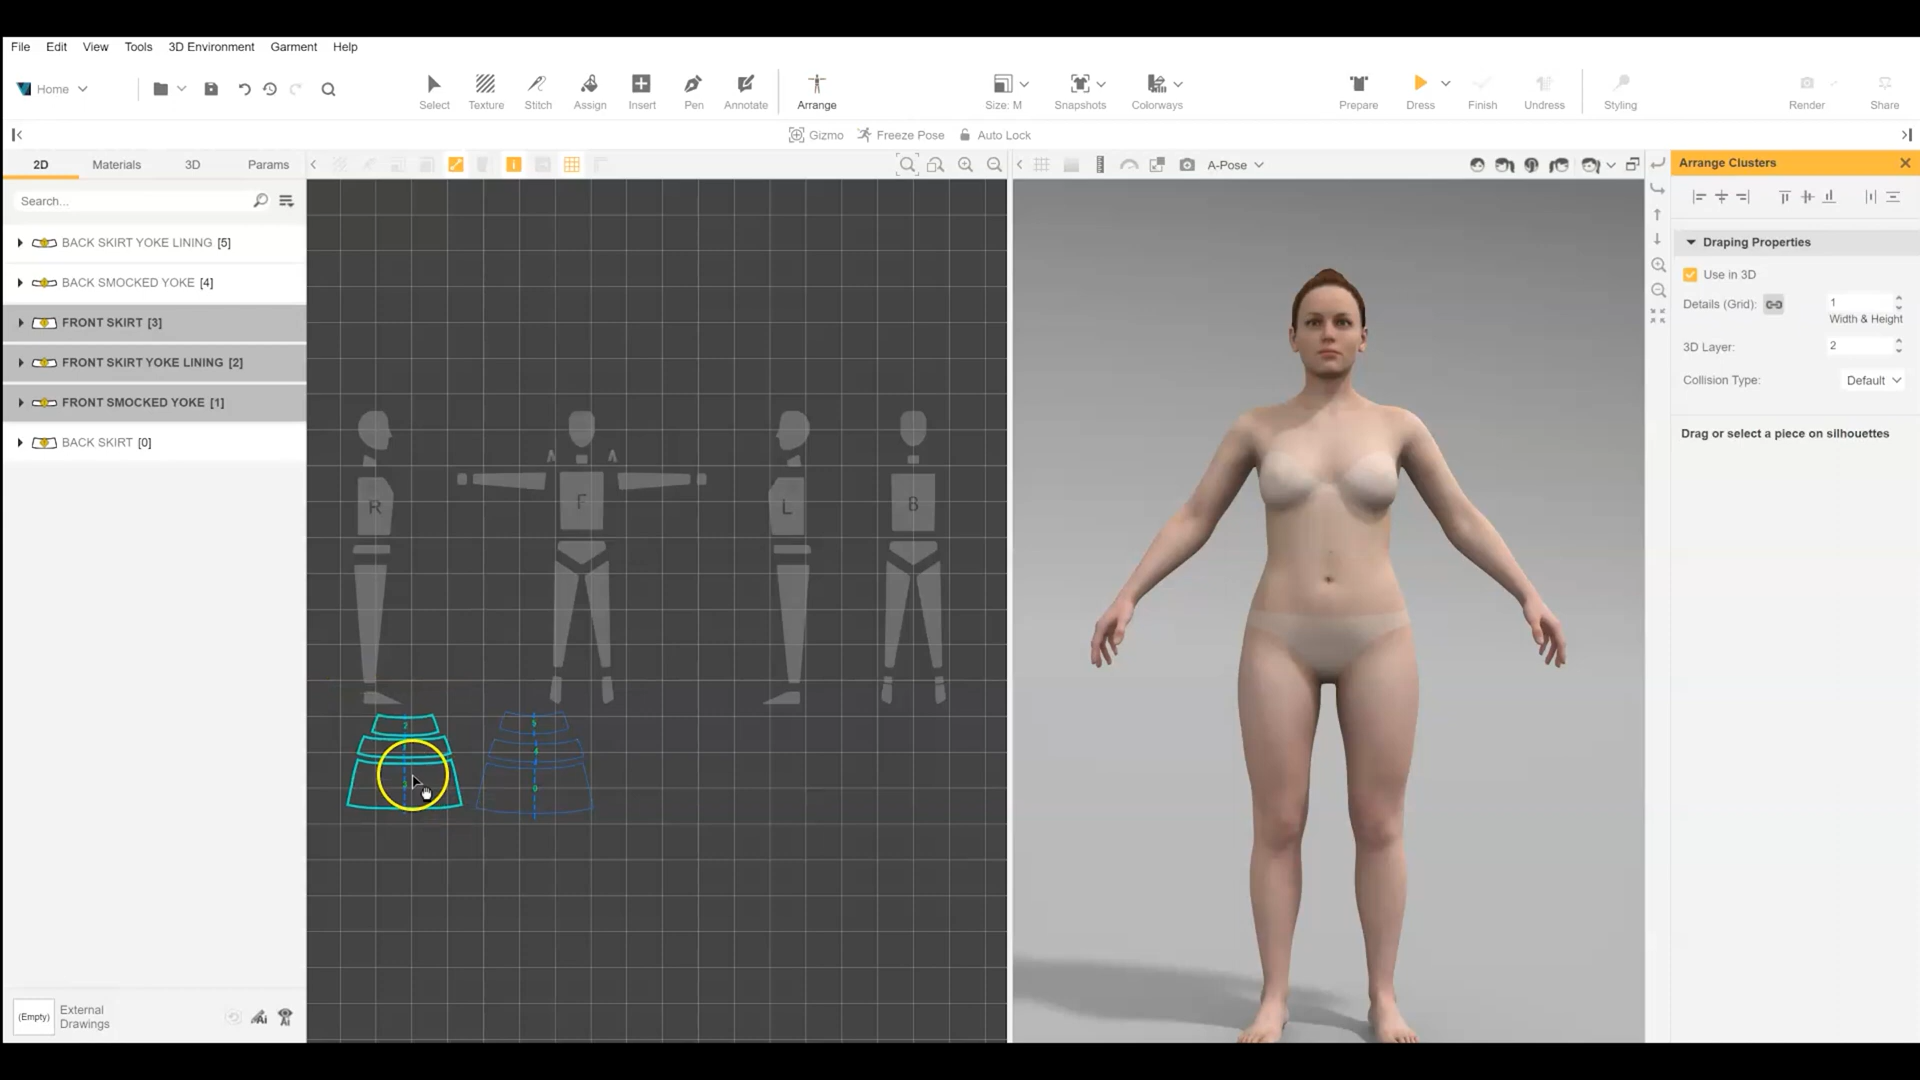 File Edit View Tools 3D Environment Garment Help
Home
Select Texture Stitch Assign Insert Pen Annotate Arrange Size: M Snapshots Colorways Prepare Dress Finish Undress Styling Render Share
Gizmo Freeze Pose Auto Lock
2D Materials 3D Params
A-Pose
Arrange Clusters
Search...
BACK SKIRT YOKE LINING [5]
BACK SMOCKED YOKE [4]
FRONT SKIRT [3]
FRONT SKIRT YOKE LINING [2]
FRONT SMOCKED YOKE [1]
BACK SKIRT [0]
(Empty)
External
Drawings
R
F
L
B
2
5
4
0
Draping Properties
Use in 3D
Details (Grid): 1
Width & Height
3D Layer: 2
Collision Type: Default
Drag or select a piece on silhouettes